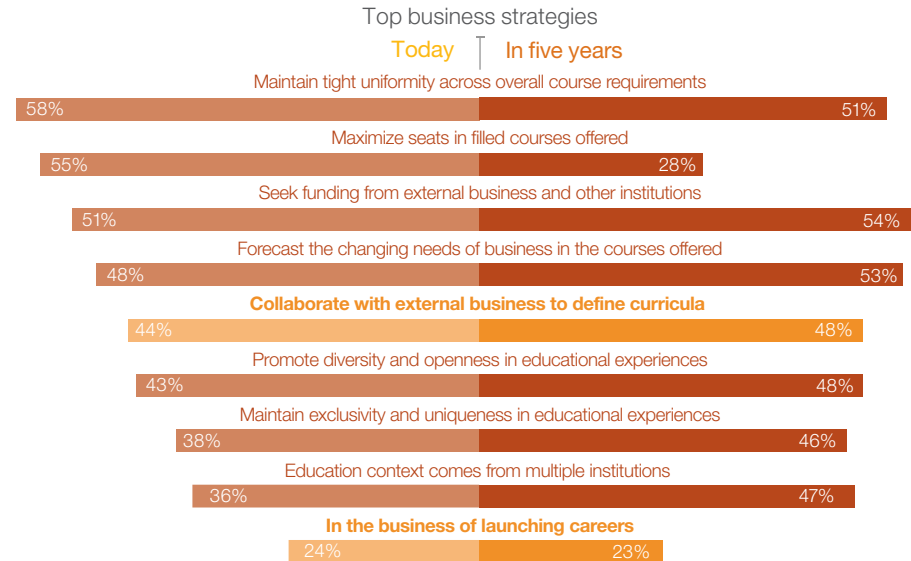 Top business strategies
Today In five years
Maintain tight uniformity across overall course requirements
58% 51%
Maximize seats in filled courses offered
55% 28%
Seek funding from external business and other institutions
51% 54%
Forecast the changing needs of business in the courses offered
48% 53%
Collaborate with external business to define curricula
44% 48%
Promote diversity and openness in educational experiences
43% 48%
Maintain exclusivity and uniqueness in educational experiences
38% 46%
Education context comes from multiple institutions
36% 47%
In the business of launching careers
24% 23%